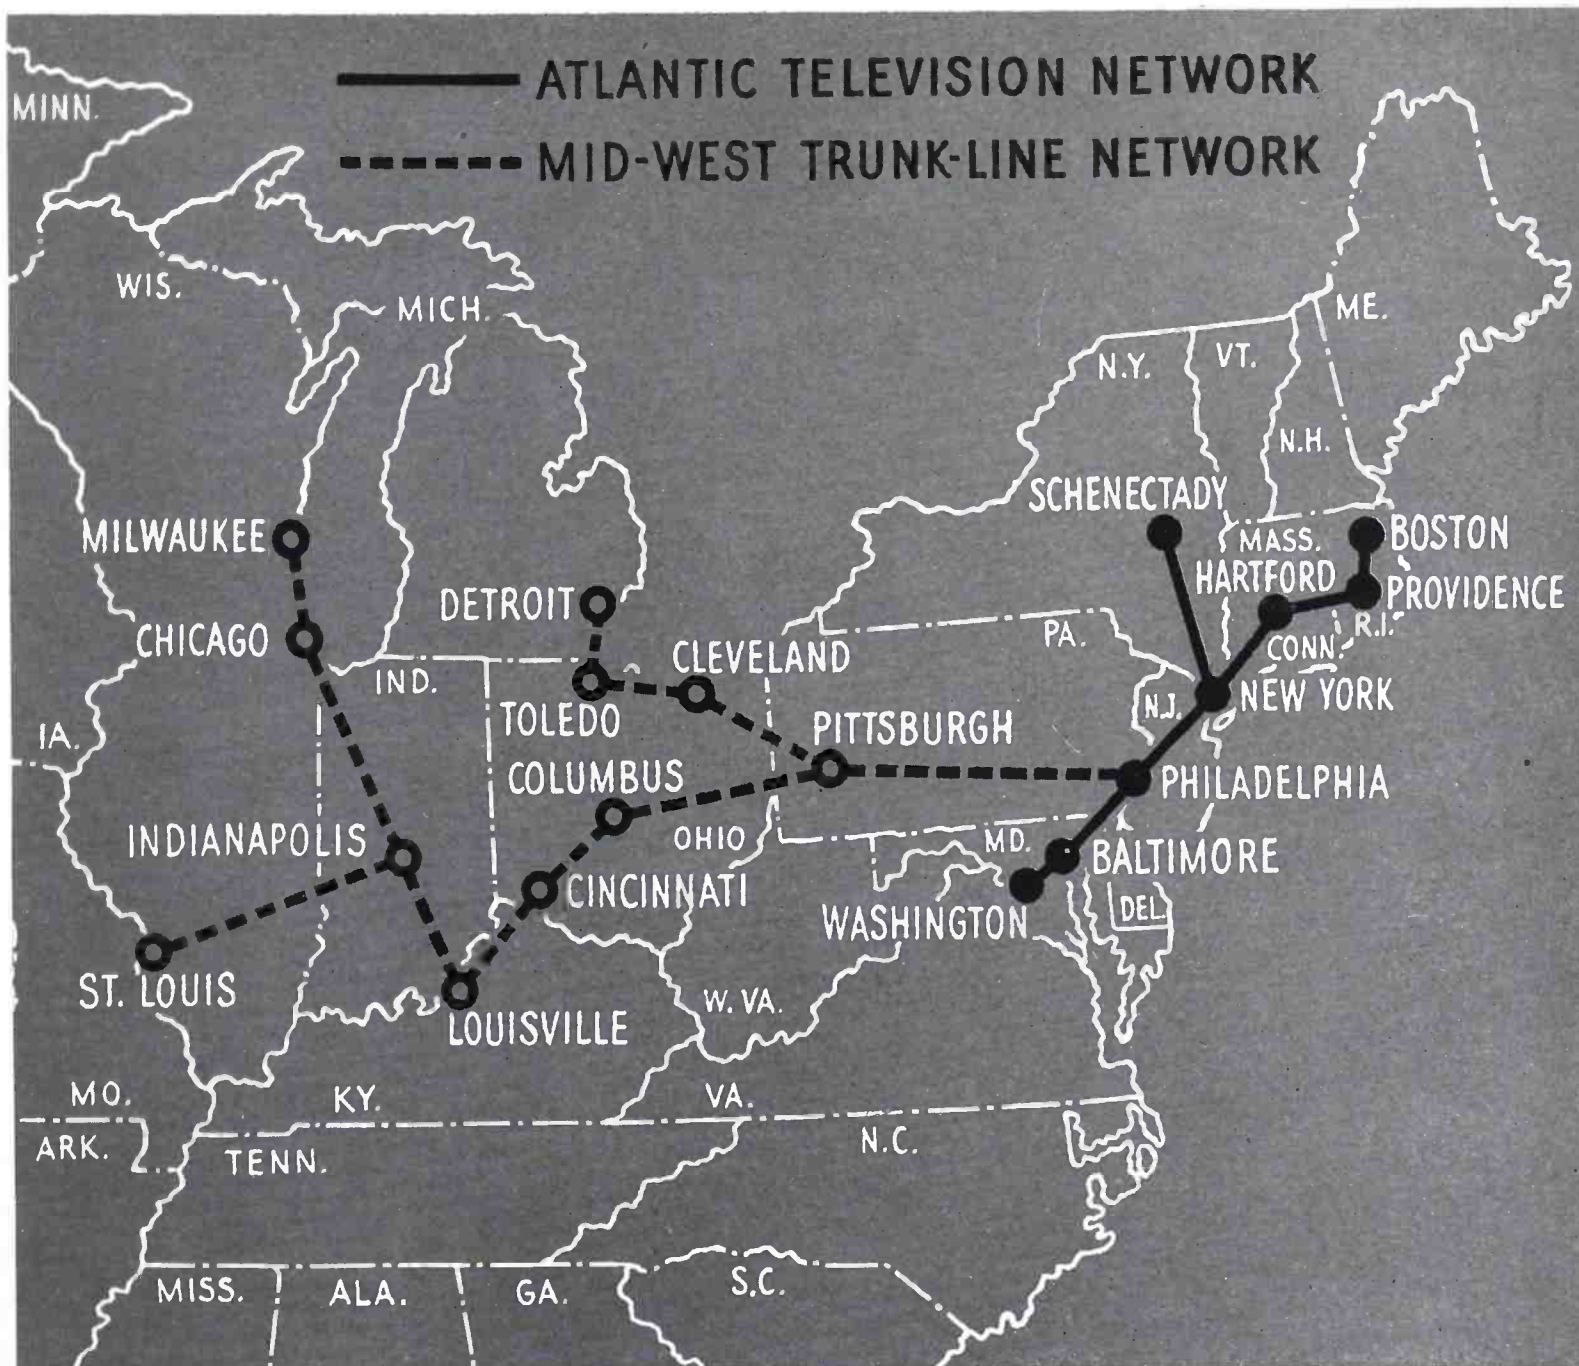 ATLANTIC TELEVISION NETWORK
MID-WEST TRUNK-LINE NETWORK
MINN.
WIS.
MICH.
ME.
N.Y.
VT.
N.H.
SCHENECTADY
MILWAUKEE
MASS.
BOSTON
HARTFORD
PROVIDENCE
DETROIT
CHICAGO
PA.
R.I.
CONN.
CLEVELAND
IND.
N.J.
NEW YORK
TOLEDO
PITTSBURGH
IA.
COLUMBUS
PHILADELPHIA
INDIANAPOLIS
OHIO
MD.
BALTIMORE
CINCINNATI
WASHINGTON
DEL.
ST. LOUIS
LOUISVILLE
W. VA.
MO.
KY.
VA.
ARK.
TENN.
N.C.
MISS.
ALA.
GA.
S.C.